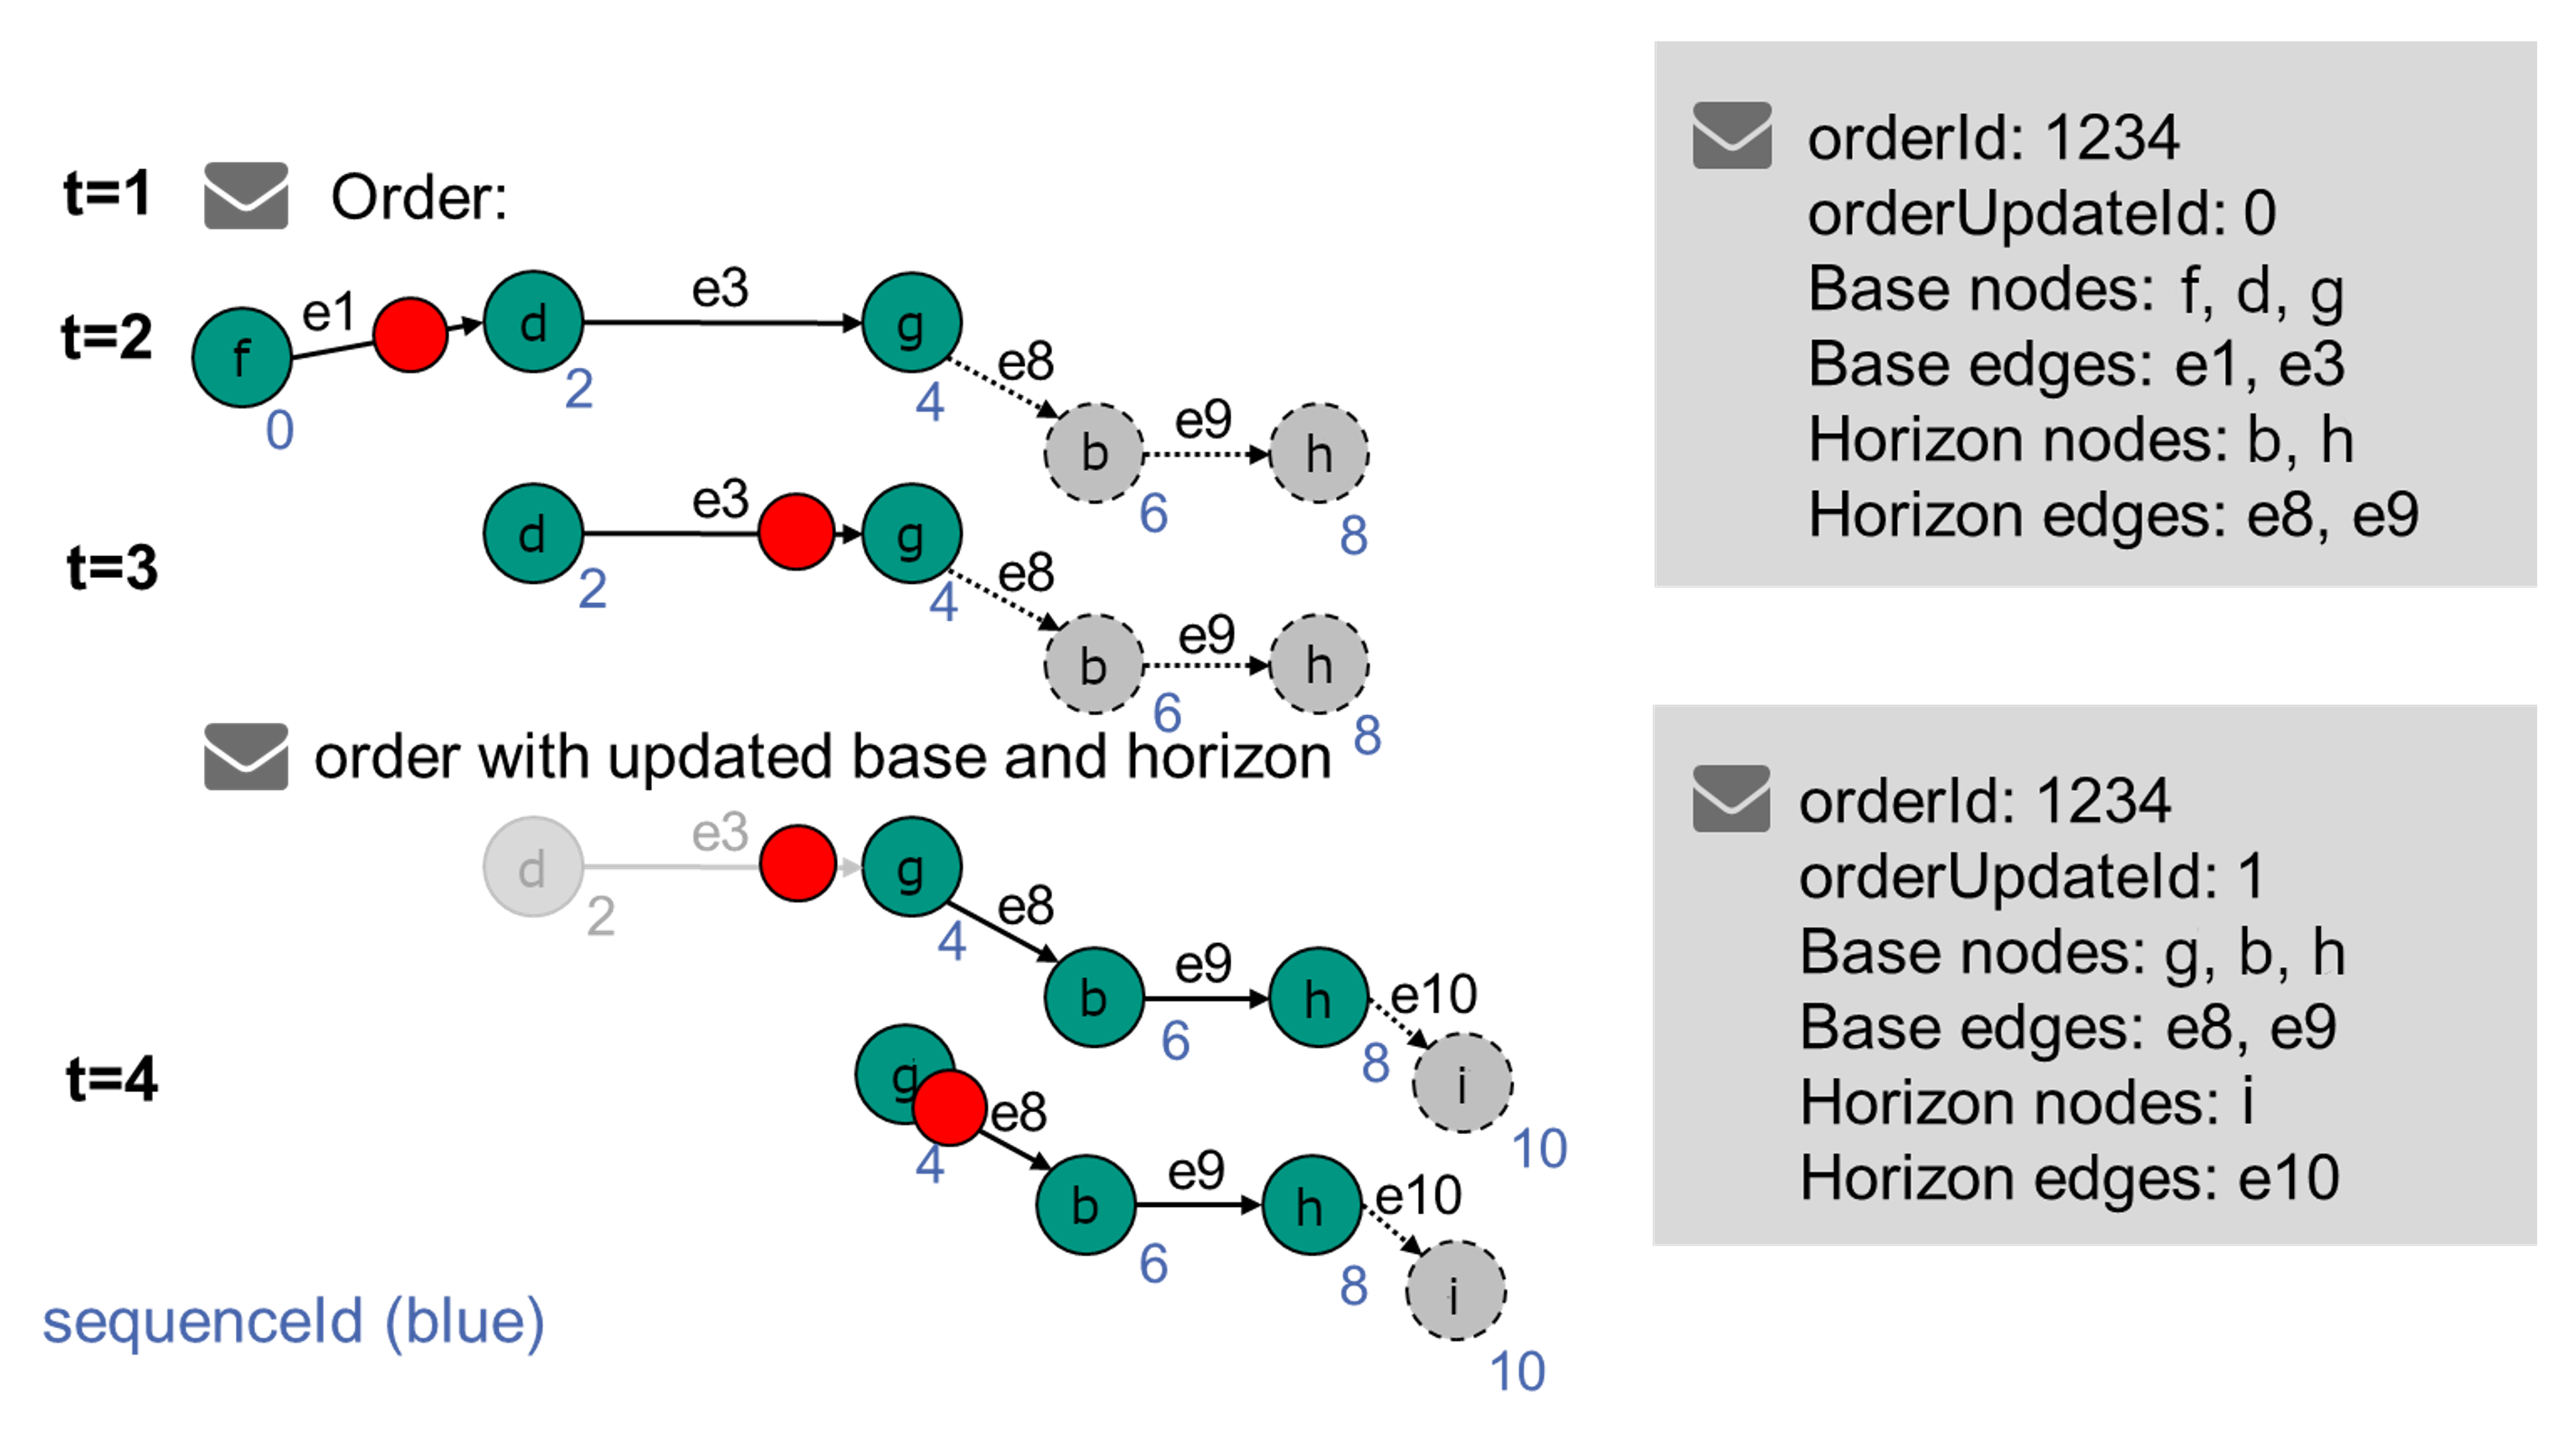 t=1 Order:
t=2
f e1 d e3 g
0 2 4
e8
b e9 h
6 8
t=3
d e3 g
2 4
e8
b e9 h
6 8
order with updated base and horizon
d e3 g
2 4
e8
b e9 h e10
6 8
i
10
t=4
g e8
4
b e9 h e10
6 8
i
10
sequenceId (blue)
orderId: 1234
orderUpdateId: 0
Base nodes: f, d, g
Base edges: e1, e3
Horizon nodes: b, h
Horizon edges: e8, e9
orderId: 1234
orderUpdateId: 1
Base nodes: g, b, h
Base edges: e8, e9
Horizon nodes: i
Horizon edges: e10